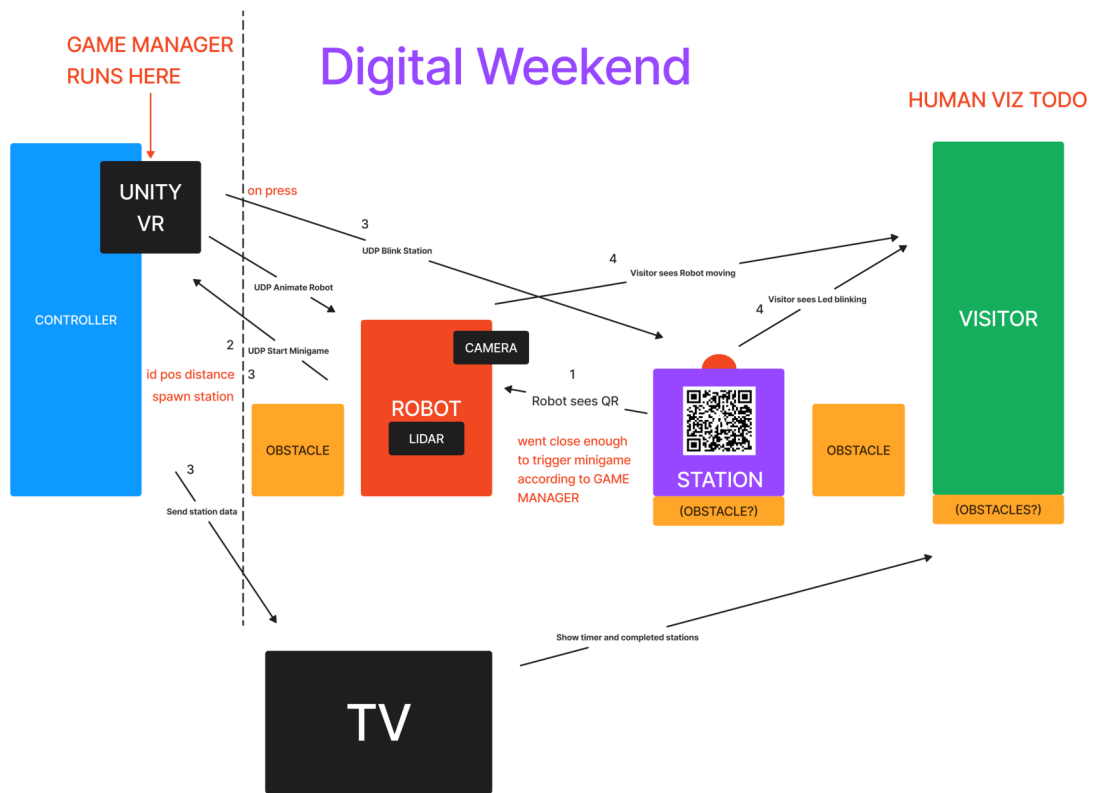 GAME MANAGER
RUNS HERE
Digital Weekend
HUMAN VIZ TODO
UNITY
VR
on press
3
UDP Blink Station
4
Visitor sees Robot moving
UDP Animate Robot
Visitor sees Led blinking
4
CONTROLLER
VISITOR
2
UDP Start Minigame
CAMERA
id pos distance
spawn station
3
1
Robot sees QR
ROBOT
LIDAR
OBSTACLE
went close enough
to trigger minigame
according to GAME
MANAGER
STATION
(OBSTACLE?)
OBSTACLE
(OBSTACLES?)
3
Send station data
Show timer and completed stations
TV